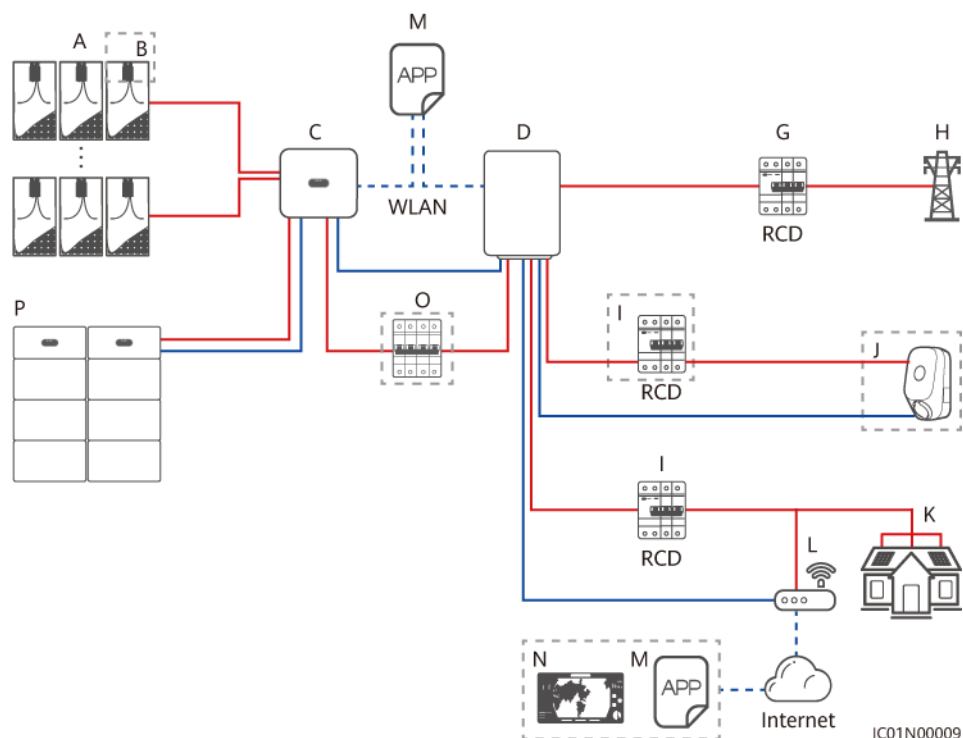 M
A
B
APP
C
D
G
H
WLAN
RCD
P
O
I
J
RCD
I
K
L
RCD
N
M
APP
Internet
IC01N00009